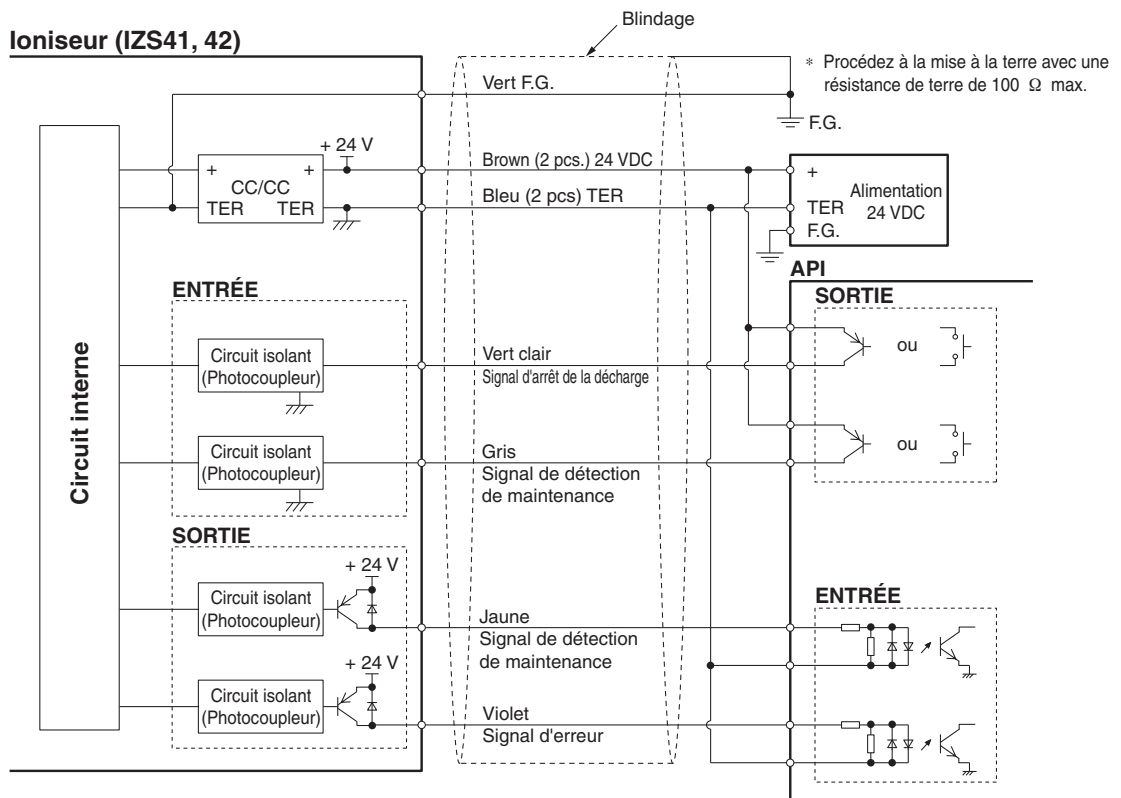 Blindage
Ioniseur (IZS41, 42)
* Procédez à la mise à la terre avec une
résistance de terre de 100 Ω max.
Vert F.G.
F.G.
+ 24 V
Brown (2 pcs.) 24 VDC
+ +
CC/CC
TER TER
Bleu (2 pcs) TER
+
TER
F.G.
Alimentation
24 VDC
API
ENTRÉE
SORTIE
Circuit interne
Circuit isolant
(Photocoupleur)
Vert clair
Signal d'arrêt de la décharge
ou
Circuit isolant
(Photocoupleur)
Gris
Signal de détection
de maintenance
ou
SORTIE
+ 24 V
Circuit isolant
(Photocoupleur)
Jaune
Signal de détection
de maintenance
ENTRÉE
+ 24 V
Circuit isolant
(Photocoupleur)
Violet
Signal d'erreur